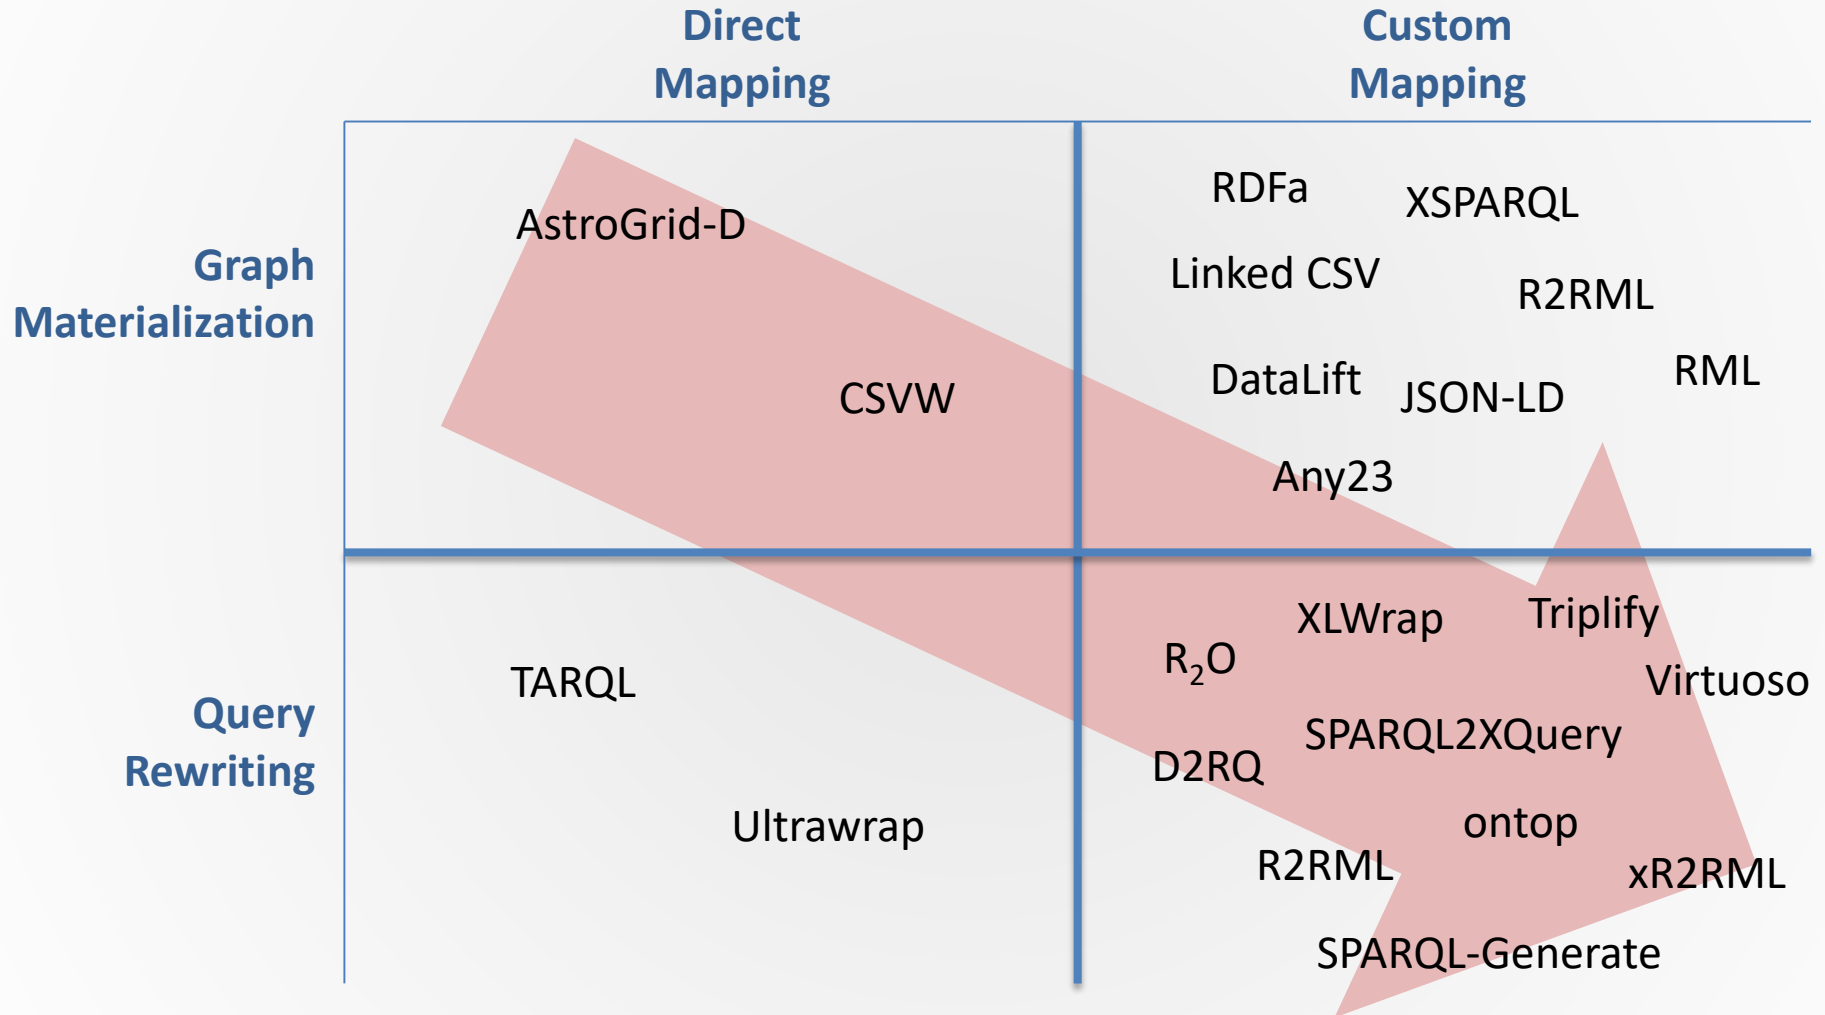 Direct
Mapping
Custom
Mapping
Graph
Materialization
AstroGrid-D
CSVW
RDFa
XSPARQL
Linked CSV
R2RML
DataLift
JSON-LD
RML
Any23
Query
Rewriting
TARQL
Ultrawrap
XLWrap
Triplify
R₂O
Virtuoso
SPARQL2XQuery
D2RQ
ontop
R2RML
xR2RML
SPARQL-Generate